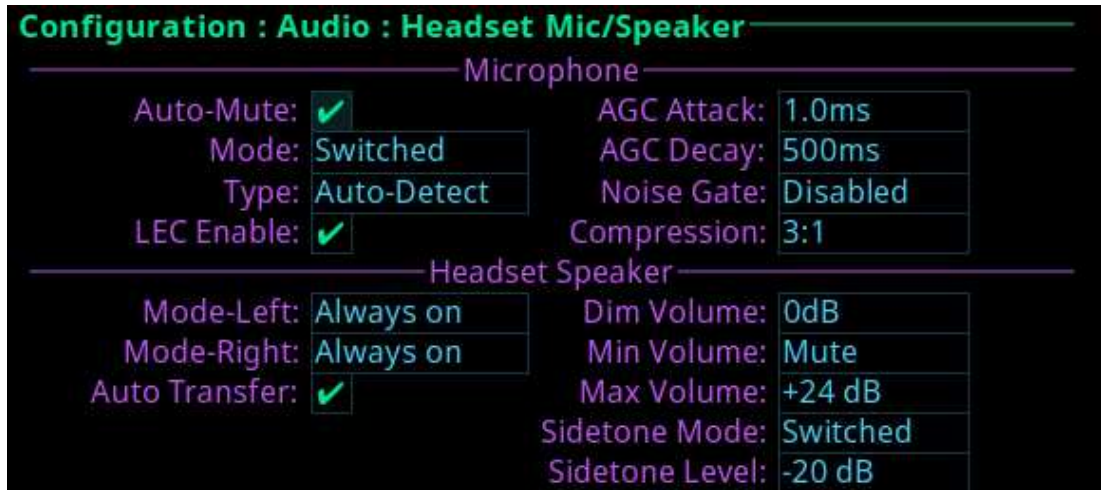 Configuration : Audio : Headset Mic/Speaker
Microphone
Auto-Mute: ✔ AGC Attack: 1.0ms
Mode: Switched AGC Decay: 500ms
Type: Auto-Detect Noise Gate: Disabled
LEC Enable: ✔ Compression: 3:1
Headset Speaker
Mode-Left: Always on Dim Volume: 0dB
Mode-Right: Always on Min Volume: Mute
Auto Transfer: ✔ Max Volume: +24 dB
Sidetone Mode: Switched
Sidetone Level: -20 dB